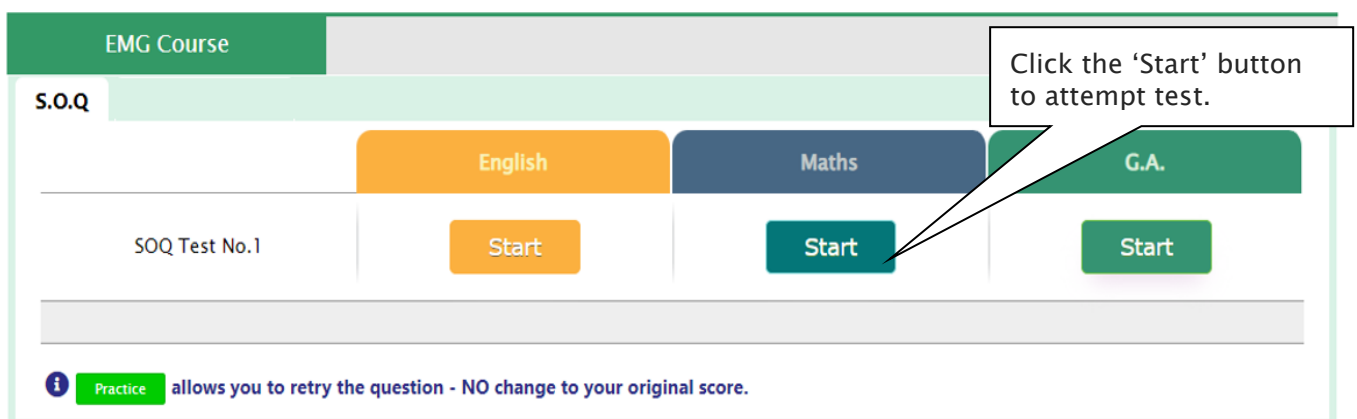 EMG Course
Click the ‘Start’ button
to attempt test.
S.O.Q
English Maths G.A.
SOQ Test No.1 Start Start Start
Practice allows you to retry the question - NO change to your original score.